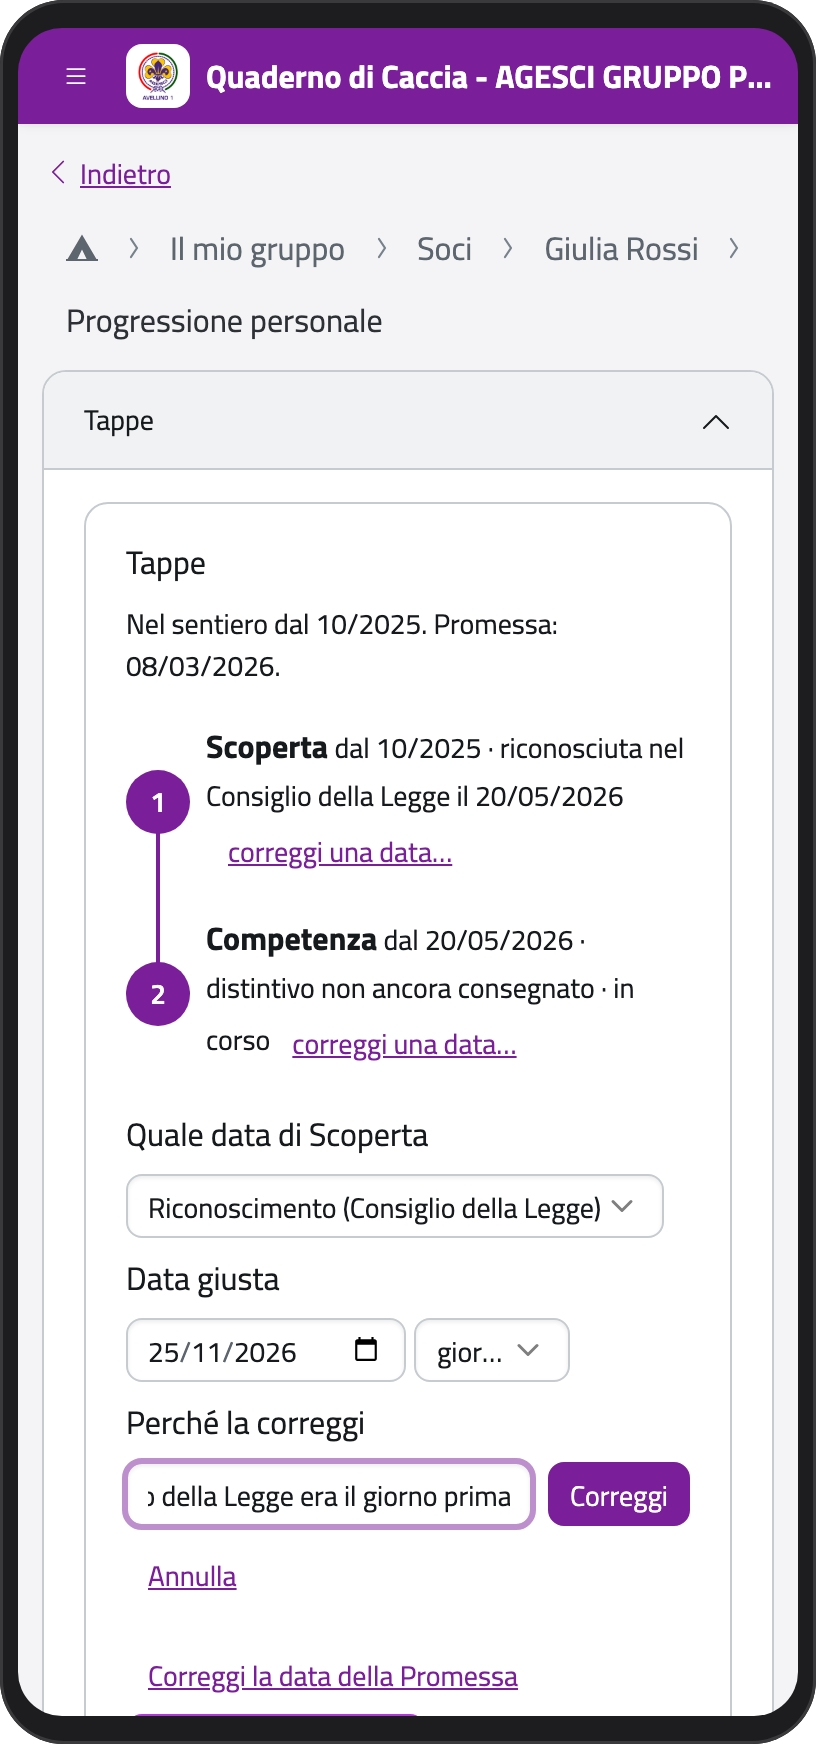 AVELLINO 1
Quaderno di Caccia - AGESCI GRUPPO P...
Indietro
Il mio gruppo > Soci > Giulia Rossi >
Progressione personale
Tappe
Tappe
Nel sentiero dal 10/2025. Promessa:
08/03/2026.
1
Scoperta dal 10/2025 · riconosciuta nel
Consiglio della Legge il 20/05/2026
correggi una data...
2
Competenza dal 20/05/2026 ·
distintivo non ancora consegnato · in
corso correggi una data...
Quale data di Scoperta
Riconoscimento (Consiglio della Legge)
Data giusta
25/11/2026 gior...
Perché la correggi
o della Legge era il giorno prima Correggi
Annulla
Correggi la data della Promessa